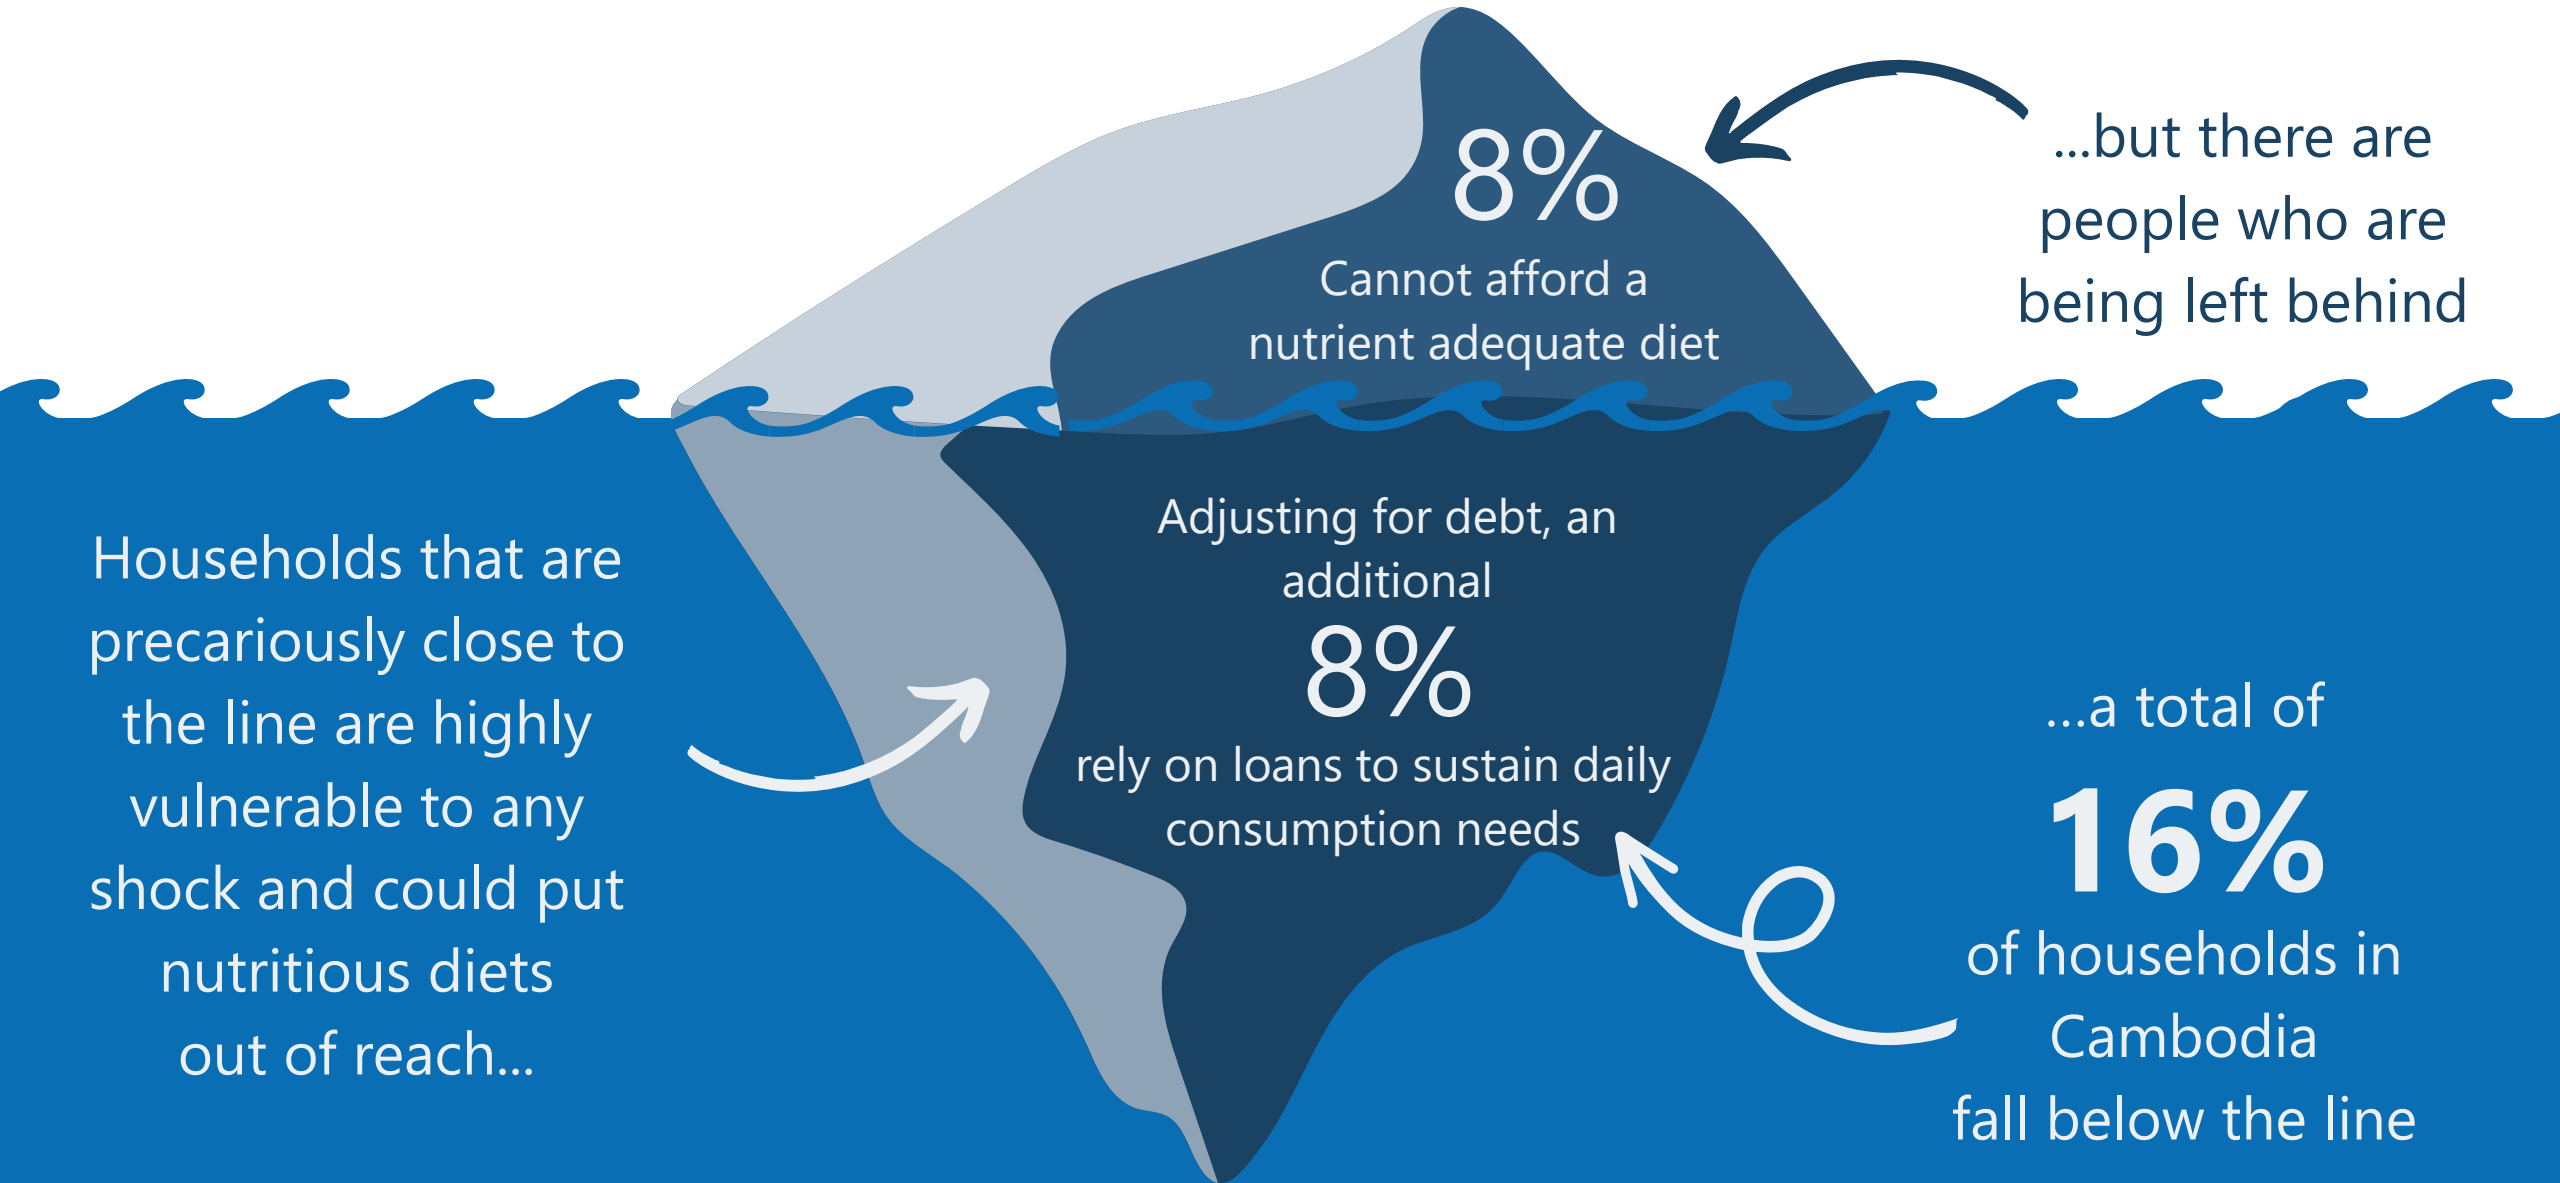 8%
Cannot afford a
nutrient adequate diet
...but there are
people who are
being left behind
Households that are
precariously close to
the line are highly
vulnerable to any
shock and could put
nutritious diets
out of reach...
Adjusting for debt, an
additional
8%
rely on loans to sustain daily
consumption needs
...a total of
16%
of households in
Cambodia
fall below the line